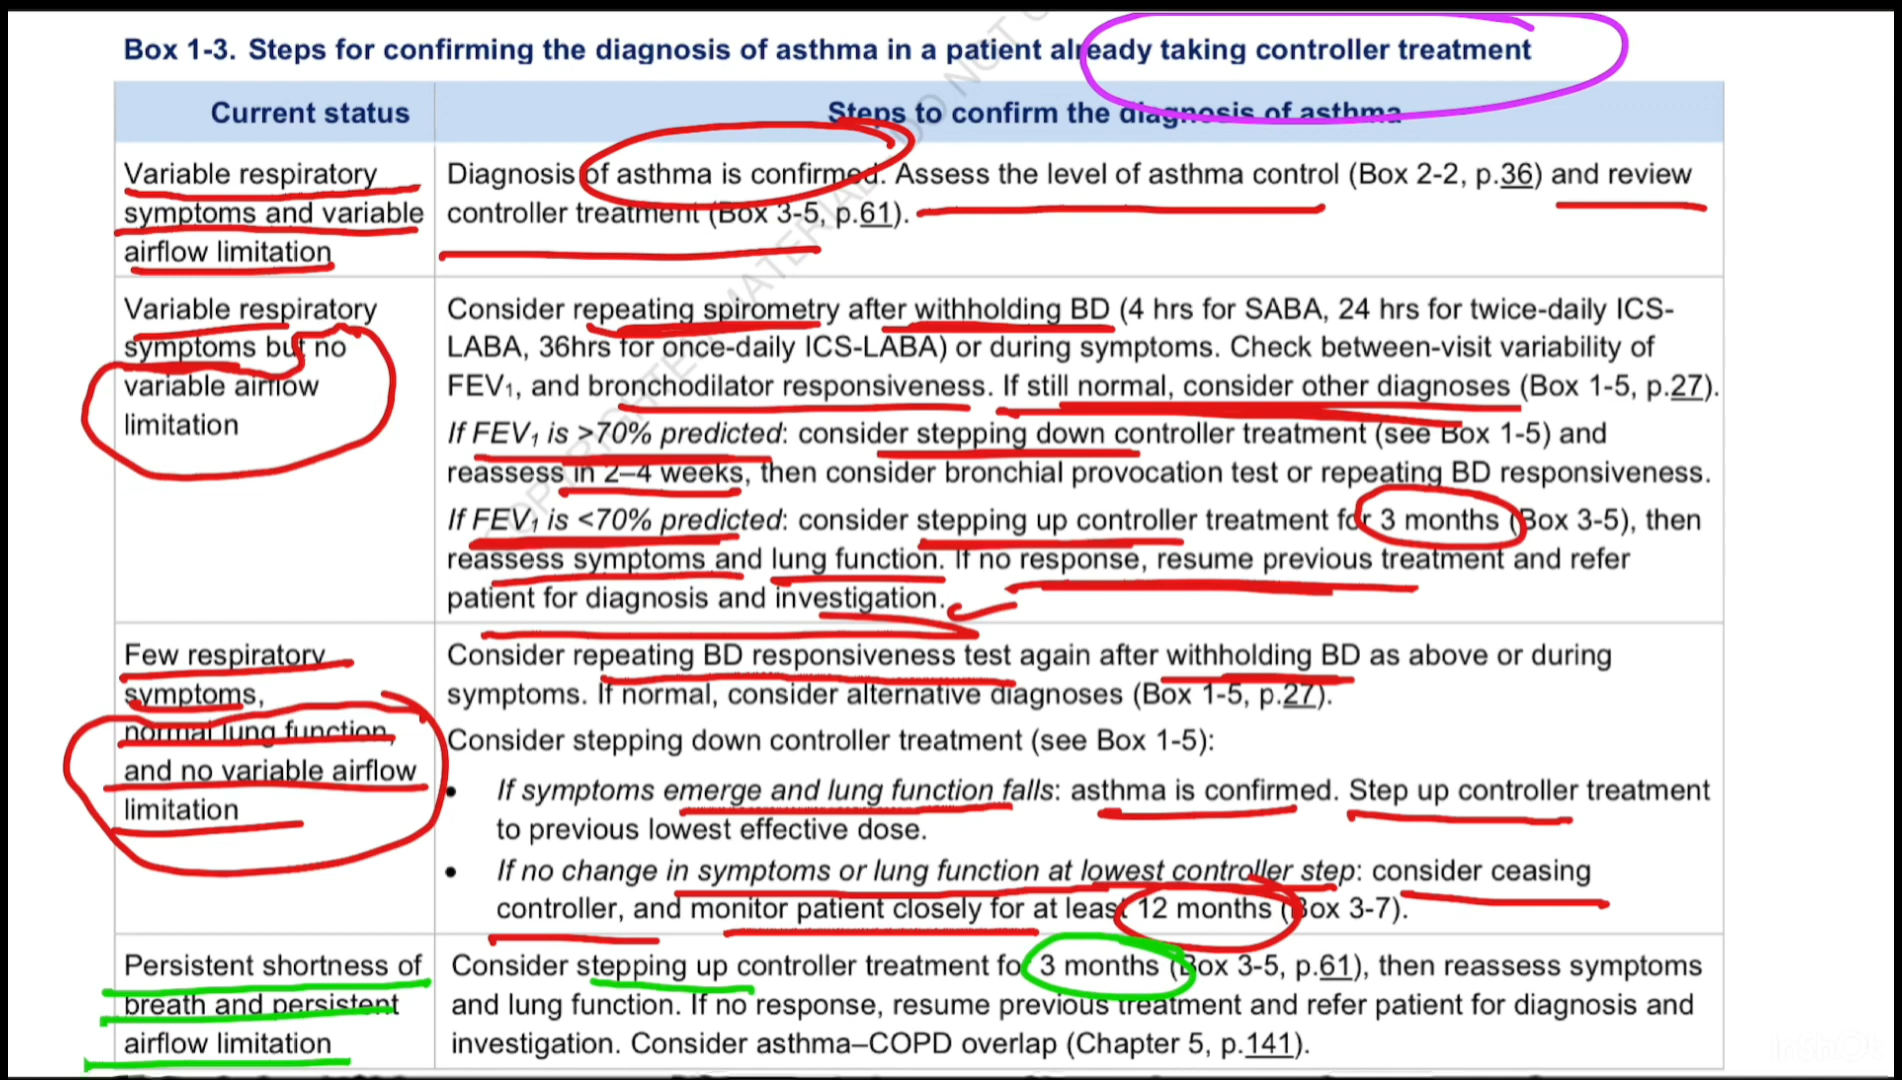 Box 1-3. Steps for confirming the diagnosis of asthma in a patient already taking controller treatment
Current status
Steps to confirm the diagnosis of asthma
Variable respiratory
symptoms and variable
airflow limitation
Diagnosis of asthma is confirmed. Assess the level of asthma control (Box 2-2, p.36) and review
controller treatment (Box 3-5, p.61).
Variable respiratory
symptoms but no
variable airflow
limitation
Consider repeating spirometry after withholding BD (4 hrs for SABA, 24 hrs for twice-daily ICS-
LABA, 36hrs for once-daily ICS-LABA) or during symptoms. Check between-visit variability of
FEV₁, and bronchodilator responsiveness. If still normal, consider other diagnoses (Box 1-5, p.27).
If FEV₁ is >70% predicted: consider stepping down controller treatment (see Box 1-5) and
reassess in 2–4 weeks, then consider bronchial provocation test or repeating BD responsiveness.
If FEV₁ is <70% predicted: consider stepping up controller treatment for 3 months (Box 3-5), then
reassess symptoms and lung function. If no response, resume previous treatment and refer
patient for diagnosis and investigation.
Few respiratory
symptoms,
normal lung function,
and no variable airflow
limitation
Consider repeating BD responsiveness test again after withholding BD as above or during
symptoms. If normal, consider alternative diagnoses (Box 1-5, p.27).
Consider stepping down controller treatment (see Box 1-5):
• If symptoms emerge and lung function falls: asthma is confirmed. Step up controller treatment
to previous lowest effective dose.
• If no change in symptoms or lung function at lowest controller step: consider ceasing
controller, and monitor patient closely for at least 12 months (Box 3-7).
Persistent shortness of
breath and persistent
airflow limitation
Consider stepping up controller treatment for 3 months (Box 3-5, p.61), then reassess symptoms
and lung function. If no response, resume previous treatment and refer patient for diagnosis and
investigation. Consider asthma–COPD overlap (Chapter 5, p.141).
COPYRIGHTED MATERIAL - DO NOT
InShOt